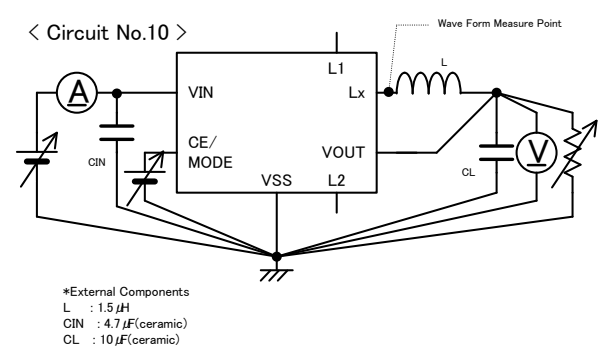 < Circuit No.10 >
Wave Form Measure Point
L1
L
A
VIN
Lx
CIN
CE/
MODE
VOUT
CL
V
VSS
L2
*External Components
L : 1.5 μH
CIN : 4.7 μF(ceramic)
CL : 10 μF(ceramic)